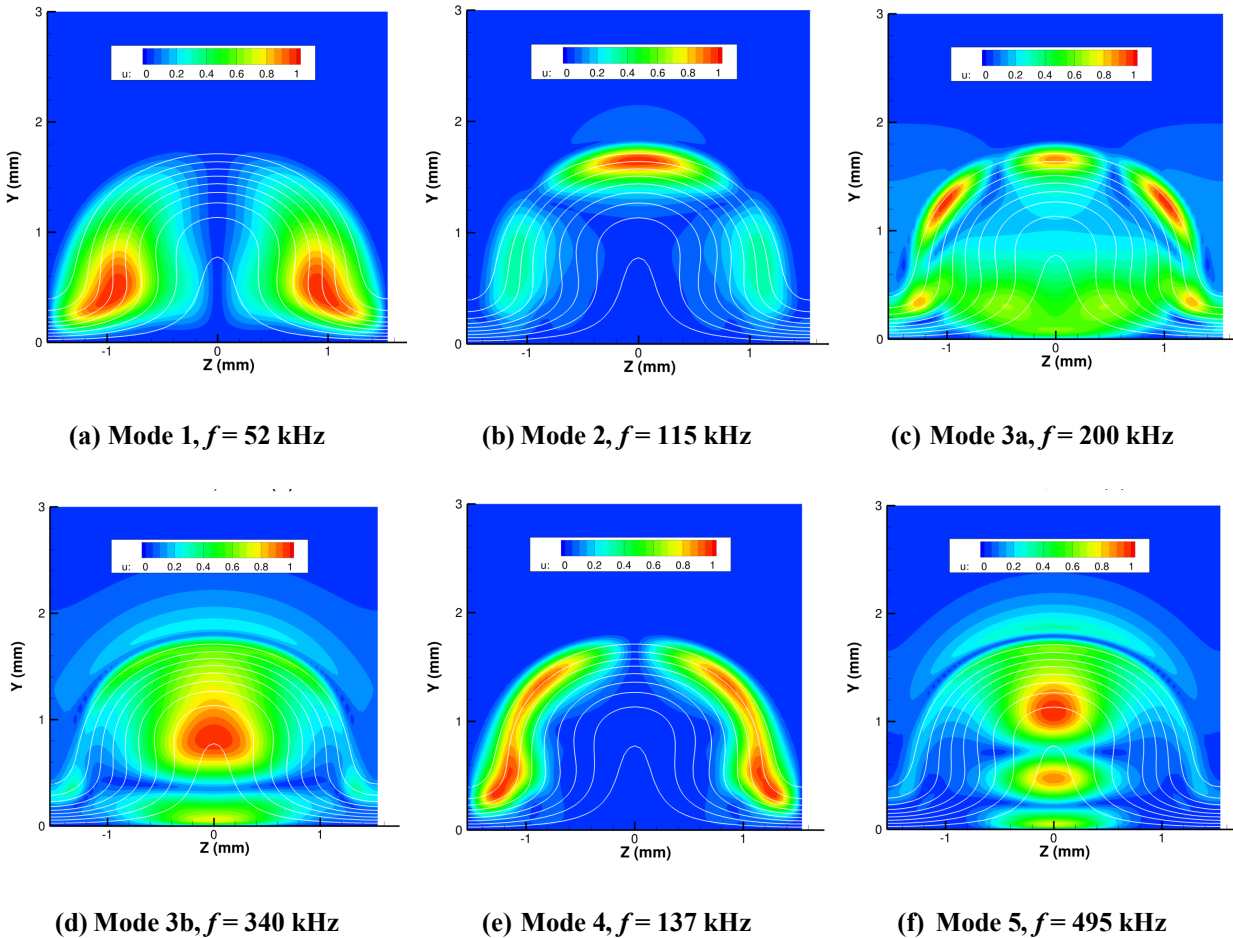 3
u: 0 0.2 0.4 0.6 0.8 1
2
Y (mm)
1
0
-1 0 1
Z (mm)
3
u: 0 0.2 0.4 0.6 0.8 1
2
Y (mm)
1
0
-1 0 1
Z (mm)
3
u: 0 0.2 0.4 0.6 0.8 1
2
Y (mm)
1
0
-1 0 1
Z (mm)
(a) Mode 1, f = 52 kHz
(b) Mode 2, f = 115 kHz
(c) Mode 3a, f = 200 kHz
3
u: 0 0.2 0.4 0.6 0.8 1
2
Y (mm)
1
0
-1 0 1
Z (mm)
3
u: 0 0.2 0.4 0.6 0.8 1
2
Y (mm)
1
0
-1 0 1
Z (mm)
3
u: 0 0.2 0.4 0.6 0.8 1
2
Y (mm)
1
0
-1 0 1
Z (mm)
(d) Mode 3b, f = 340 kHz
(e) Mode 4, f = 137 kHz
(f) Mode 5, f = 495 kHz